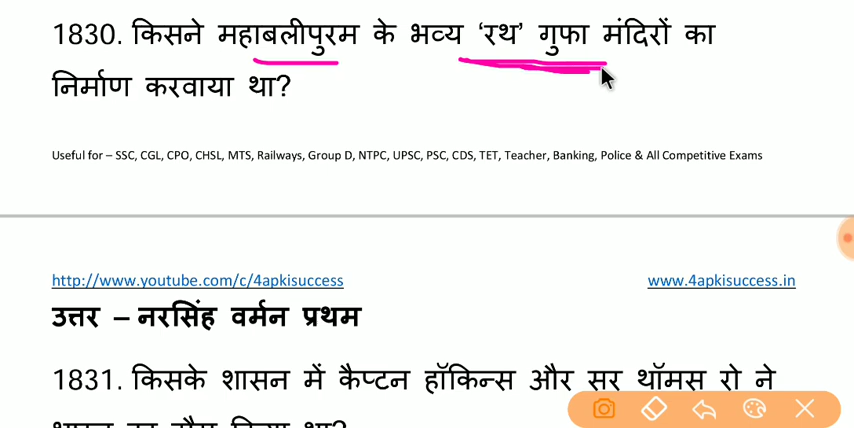 1830. किसने महाबलीपुरम के भव्य ‘रथ’ गुफा मंदिरों का
निर्माण करवाया था?
Useful for – SSC, CGL, CPO, CHSL, MTS, Railways, Group D, NTPC, UPSC, PSC, CDS, TET, Teacher, Banking, Police & All Competitive Exams
http://www.youtube.com/c/4apkisuccess www.4apkisuccess.in
उत्तर – नरसिंह वर्मन प्रथम
1831. किसके शासन में कैप्टन हॉकिन्स और सर थॉमस रो ने